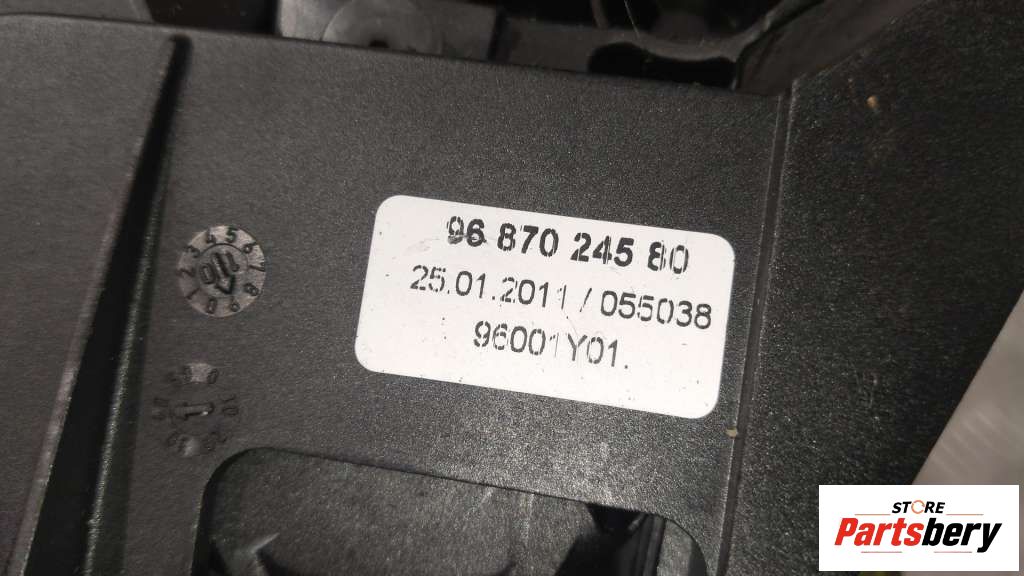 96 870 245 80
25.01.2011 / 055038
96001Y01.
STORE
Partsbery